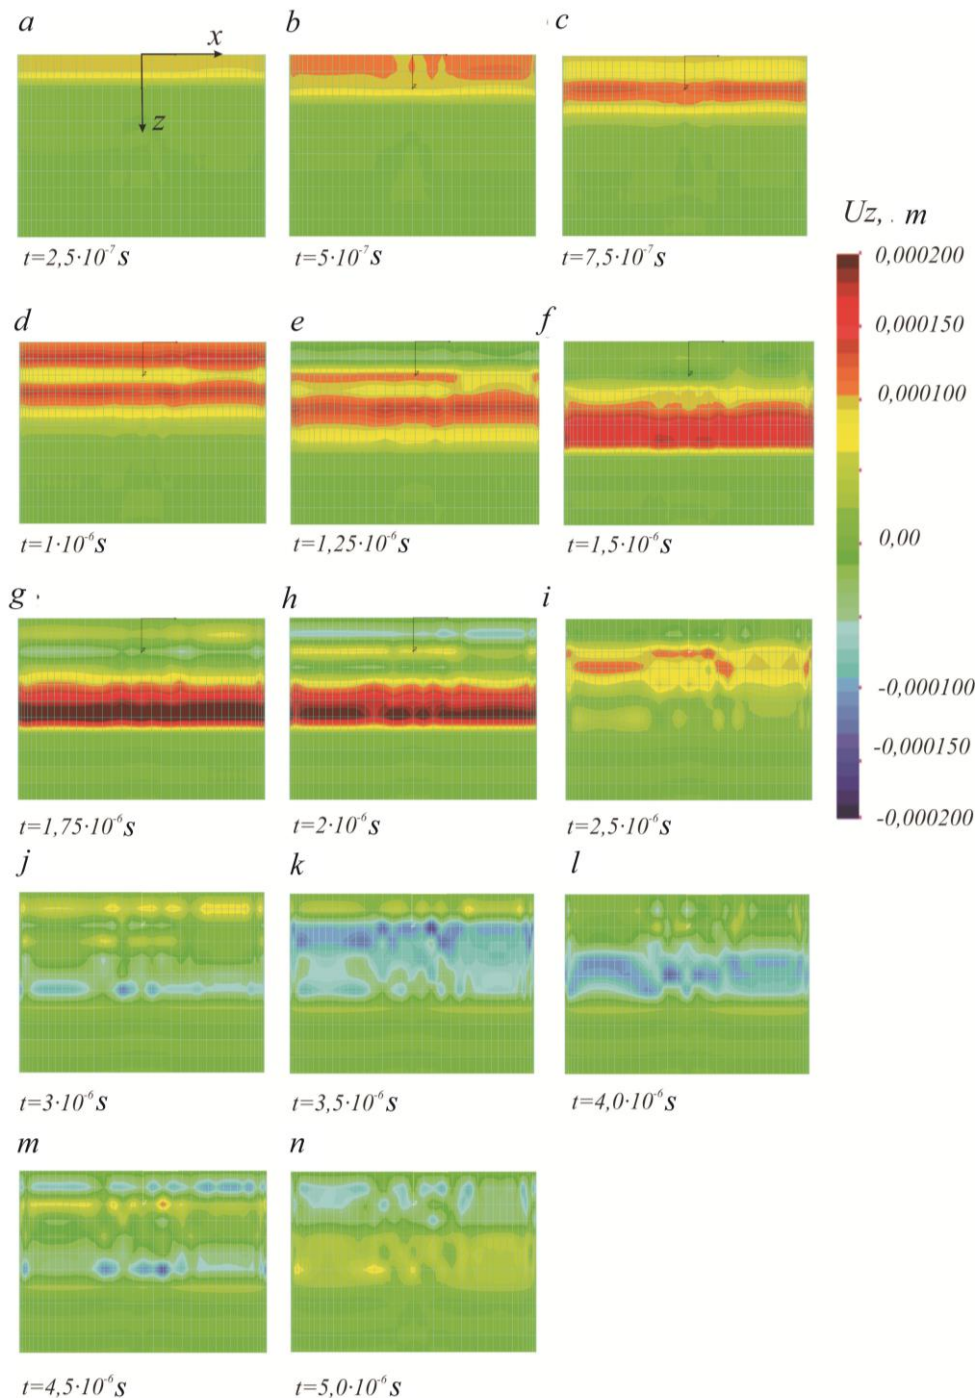 a
b
c
x
z
t=2,5·10⁻⁷s
t=5·10⁻⁷s
t=7,5·10⁻⁷s
Uz, . m
0,000200
0,000150
0,000100
0,00
-0,000100
-0,000150
-0,000200
d
e
f
t=1·10⁻⁶s
t=1,25·10⁻⁶s
t=1,5·10⁻⁶s
g
h
i
t=1,75·10⁻⁶s
t=2·10⁻⁶s
t=2,5·10⁻⁶s
j
k
l
t=3·10⁻⁶s
t=3,5·10⁻⁶s
t=4,0·10⁻⁶s
m
n
t=4,5·10⁻⁶s
t=5,0·10⁻⁶s